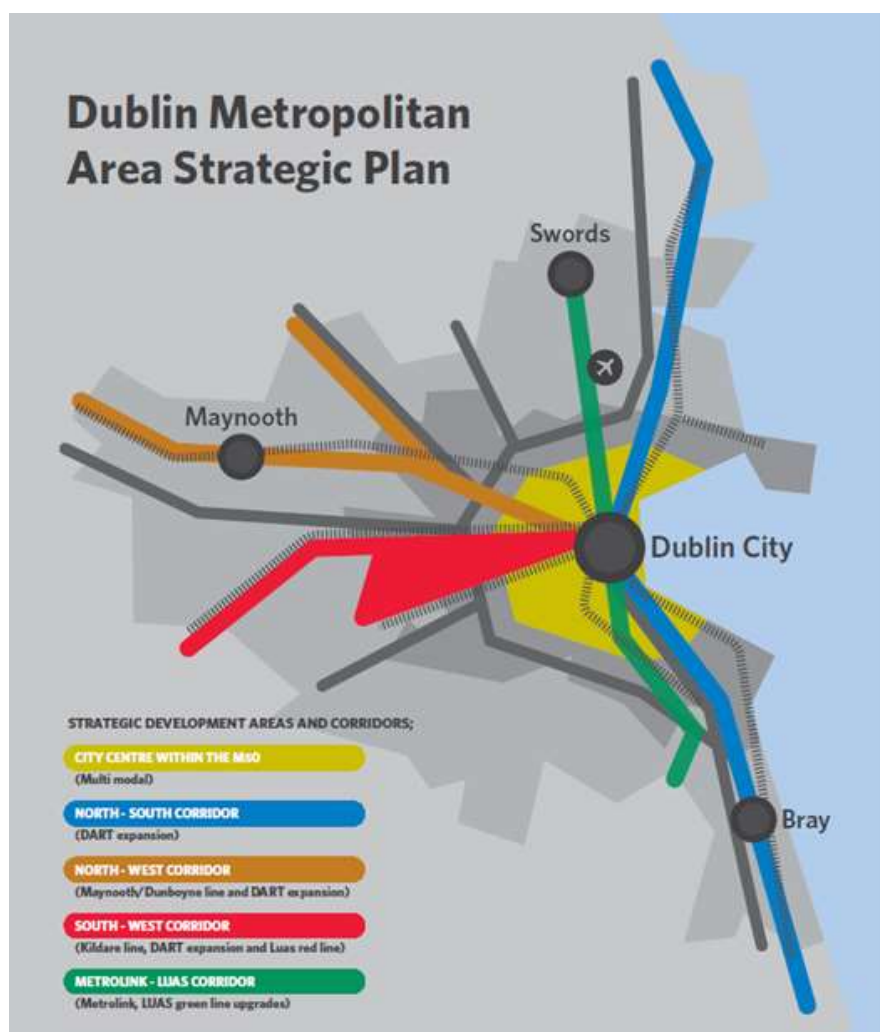 Dublin Metropolitan
Area Strategic Plan
Swords
Maynooth
Dublin City
Bray
STRATEGIC DEVELOPMENT AREAS AND CORRIDORS;
CITY CENTRE WITHIN THE M50
(Multi modal)
NORTH - SOUTH CORRIDOR
(DART expansion)
NORTH - WEST CORRIDOR
(Maynooth/Dunboyne line and DART expansion)
SOUTH - WEST CORRIDOR
(Kildare line, DART expansion and Luas red line)
METROLINK - LUAS CORRIDOR
(Metrolink, LUAS green line upgrades)